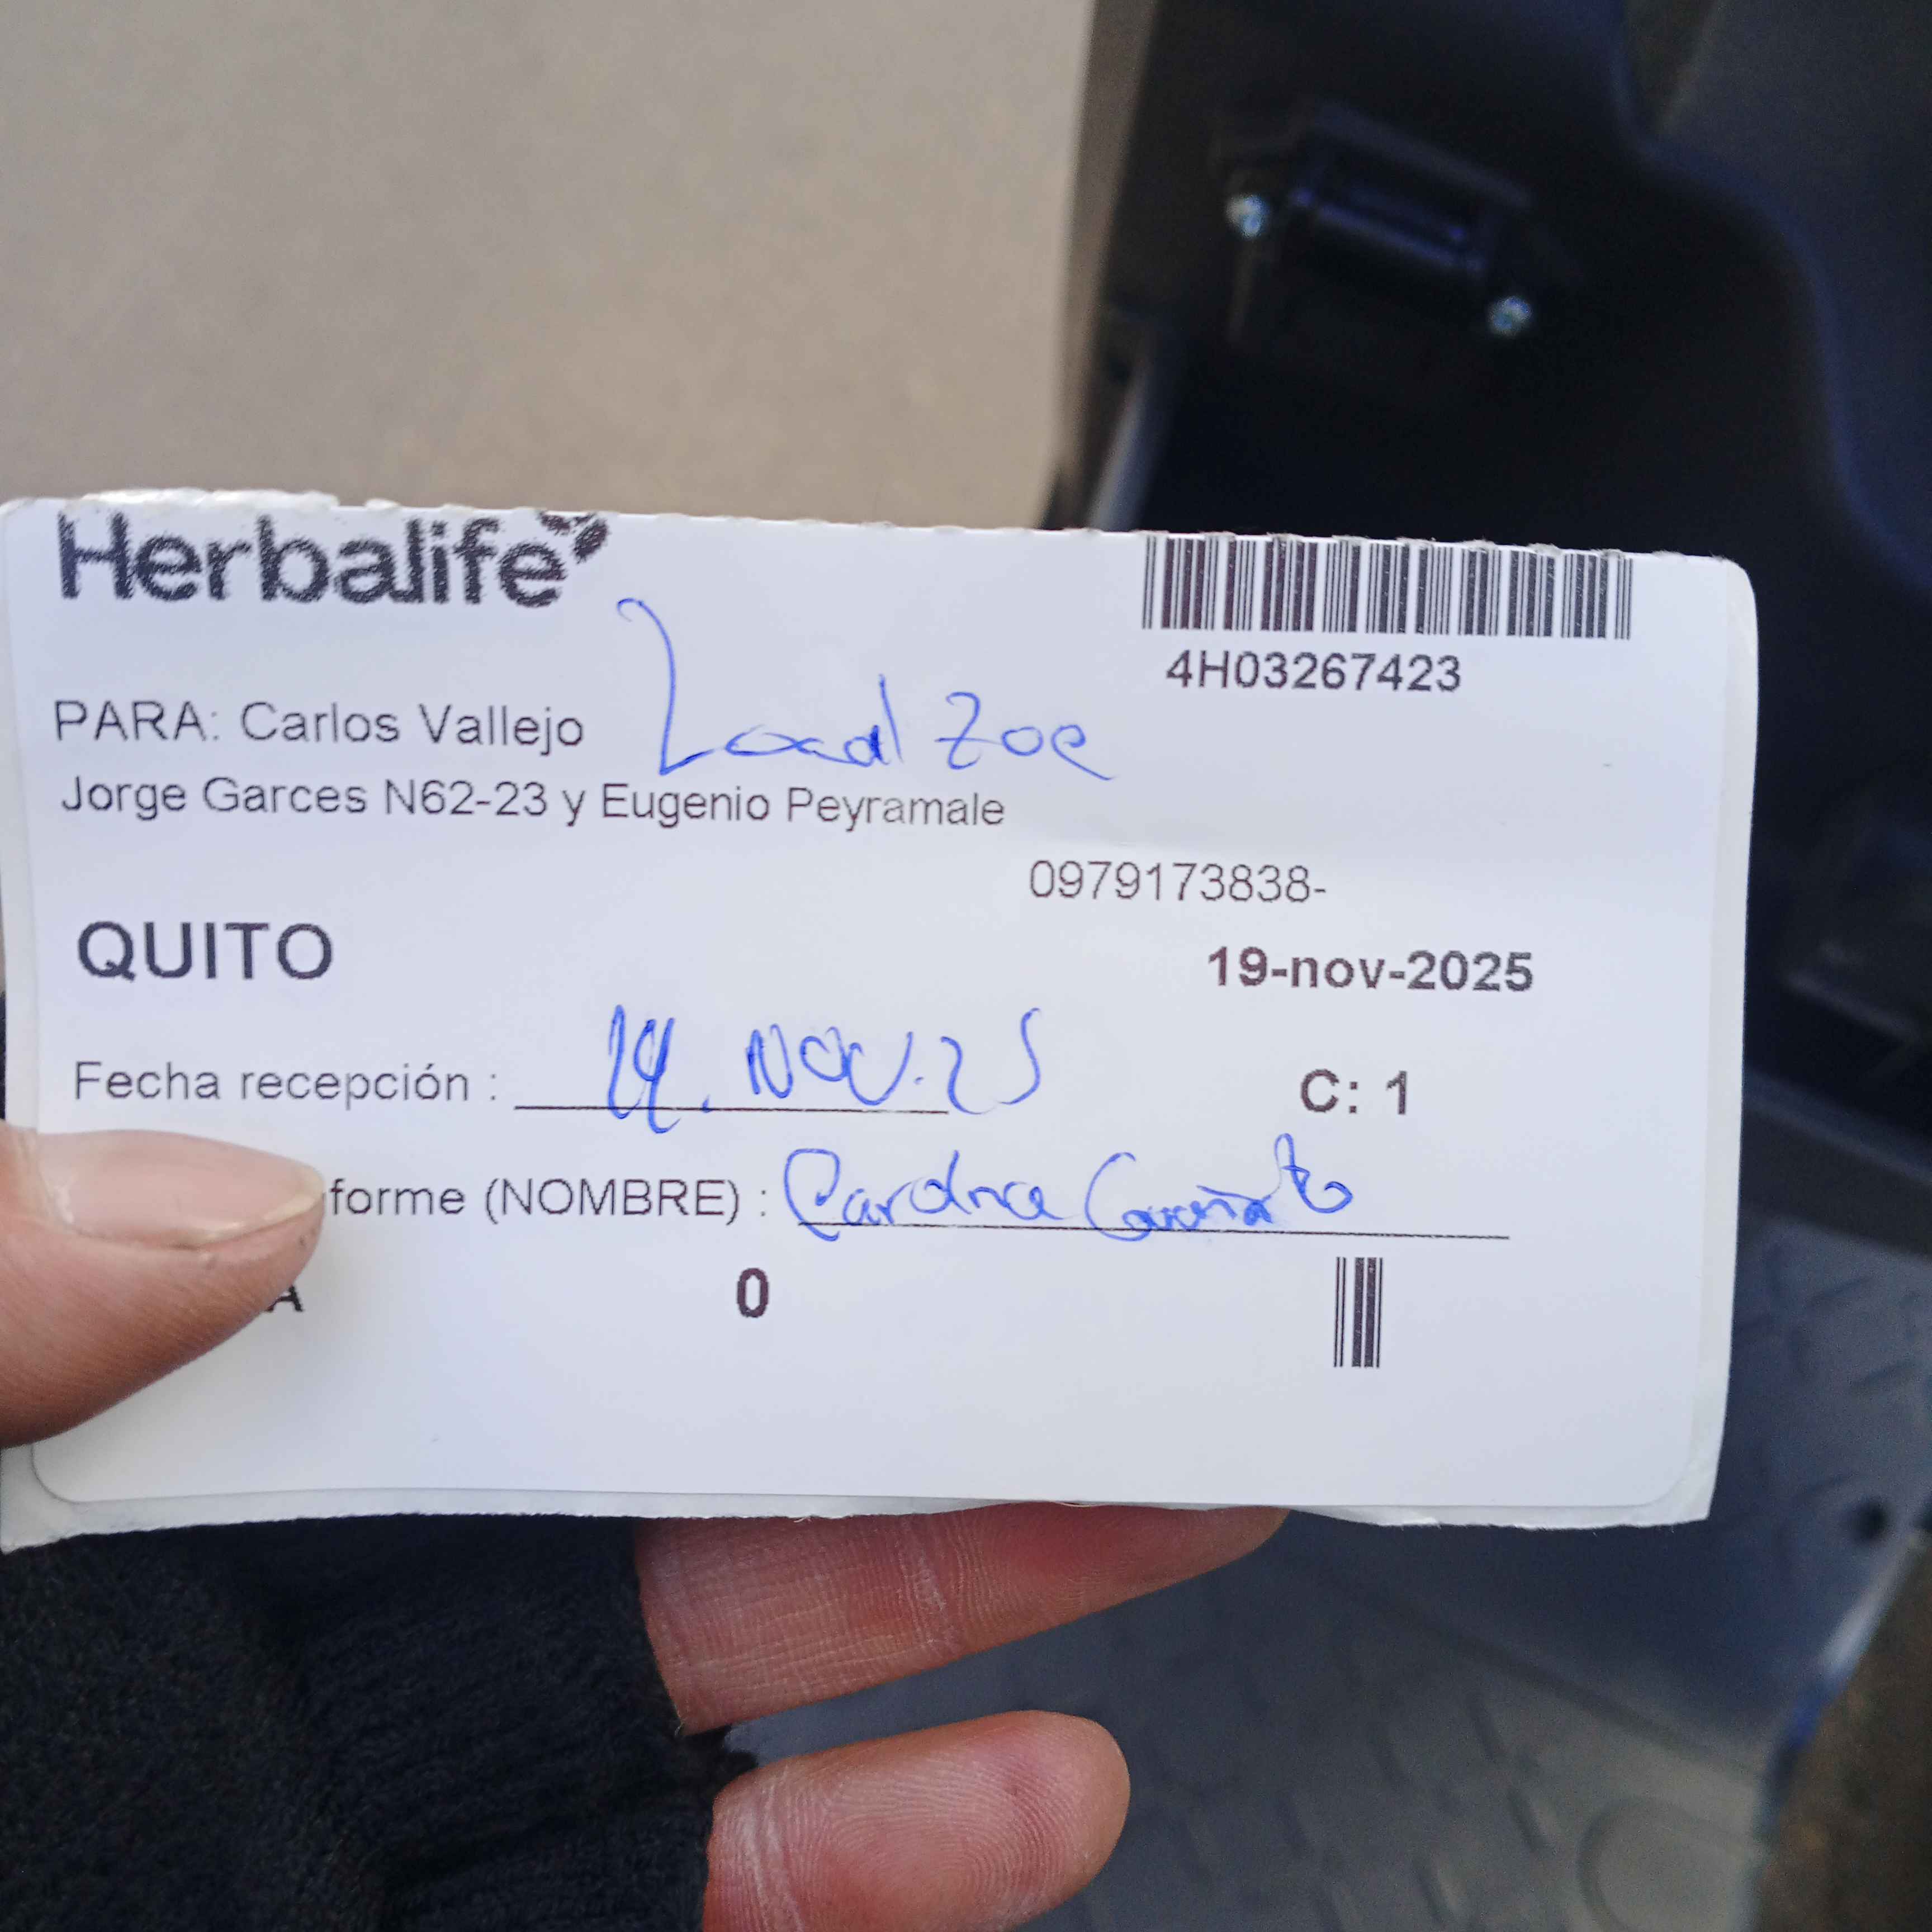 Herbalife
4H03267423
PARA: Carlos Vallejo Local Zoe
Jorge Garces N62-23 y Eugenio Peyramale
0979173838-
QUITO
19-nov-2025
Fecha recepción : NOV. 25
C: 1
forme (NOMBRE) :
A 0